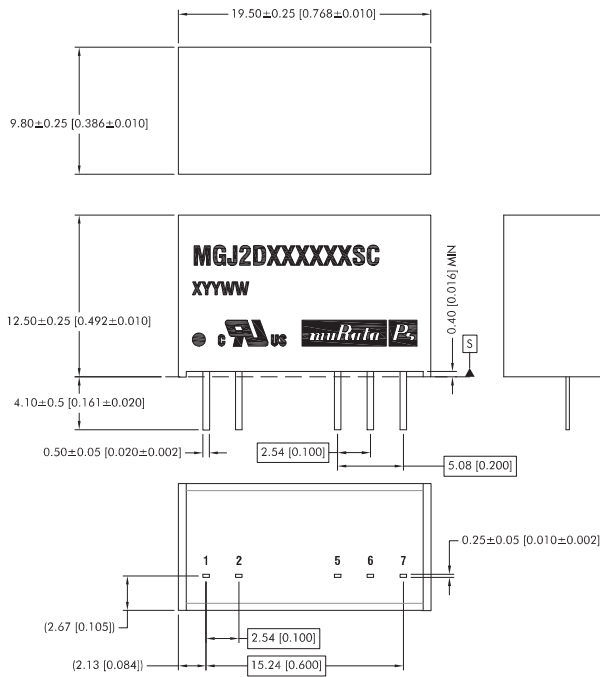 19.50±0.25 [0.768±0.010]
9.80±0.25 [0.386±0.010]
MGJ2DXXXXXXSC
XYYWW
c RU US muRata Ps
0.40 [0.016] MIN
S
12.50±0.25 [0.492±0.010]
4.10±0.5 [0.161±0.020]
0.50±0.05 [0.020±0.002]
2.54 [0.100]
5.08 [0.200]
1 2 5 6 7
0.25±0.05 [0.010±0.002]
(2.67 [0.105])
2.54 [0.100]
(2.13 [0.084])
15.24 [0.600]